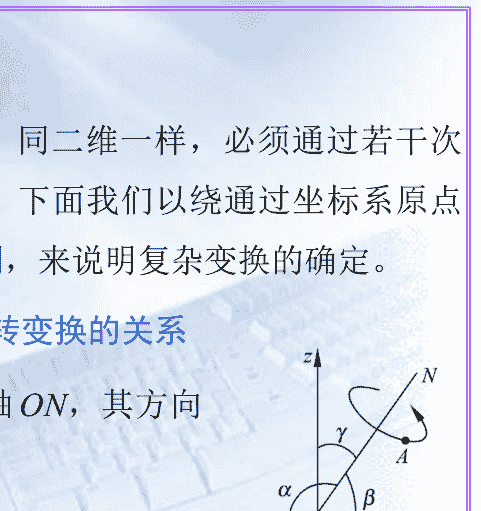 同二维一样，必须通过若干次
下面我们以绕通过坐标系原点
，来说明复杂变换的确定。
转变换的关系
轴ON，其方向
z
N
γ
A
α
β